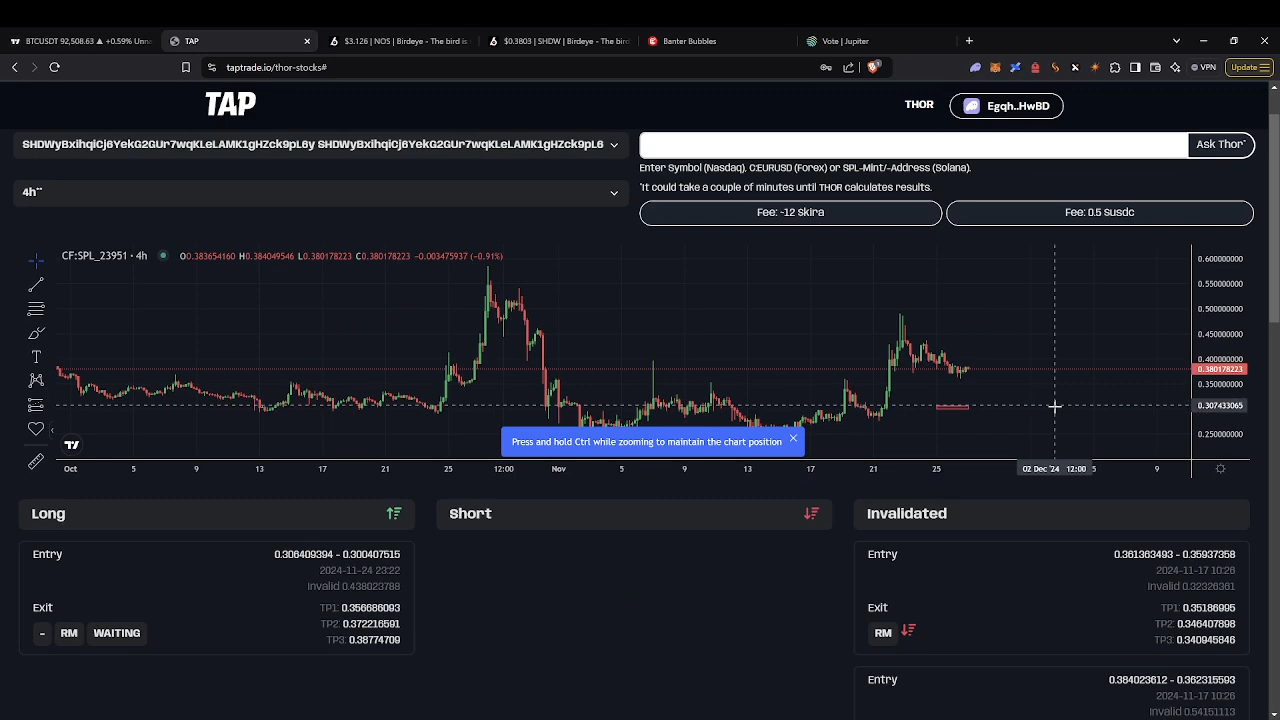 BTCUSDT 92,508.63 ▲ +0.59% Unna
TAP
$3.126 | NOS | Birdeye - The bird is
$0.3803 | SHDW | Birdeye - The bird
Banter Bubbles
Vote | Jupiter
taptrade.io/thor-stocks#
VPN
Update
TAP
THOR
Egqh..HwBD
SHDWyBxihqiCj6YekG2GUr7wqKLeLAMK1gHZck9pL6y SHDWyBxihqiCj6YekG2GUr7wqKLeLAMK1gHZck9pL6
Ask Thor*
Enter Symbol (Nasdaq), C:EURUSD (Forex) or SPL-Mint/-Address (Solana).
4h**
*It could take a couple of minutes until THOR calculates results.
Fee: ~12 $kira
Fee: 0.5 $usdc
CF:SPL_23951 · 4h
O0.383654160 H0.384049546 L0.380178223 C0.380178223 -0.003475937 (-0.91%)
0.600000000
0.550000000
0.500000000
0.450000000
0.400000000
0.380178223
0.350000000
0.307433065
0.250000000
Press and hold Ctrl while zooming to maintain the chart position
Oct 5 9 13 17 21 25 12:00 Nov 5 9 13 17 21 25 02 Dec '24 12:00 5 9
Long
Short
Invalidated
Entry
0.306409394 - 0.300407515
2024-11-24 23:22
Invalid 0.438023788
Exit
TP1: 0.356686093
TP2: 0.372216591
TP3: 0.38774709
- RM WAITING
Entry
0.361363493 - 0.35937358
2024-11-17 10:26
Invalid 0.32326361
Exit
TP1: 0.35186995
TP2: 0.346407898
TP3: 0.340945846
RM
Entry
0.384023612 - 0.362315593
2024-11-17 10:26
Invalid 0.54151113